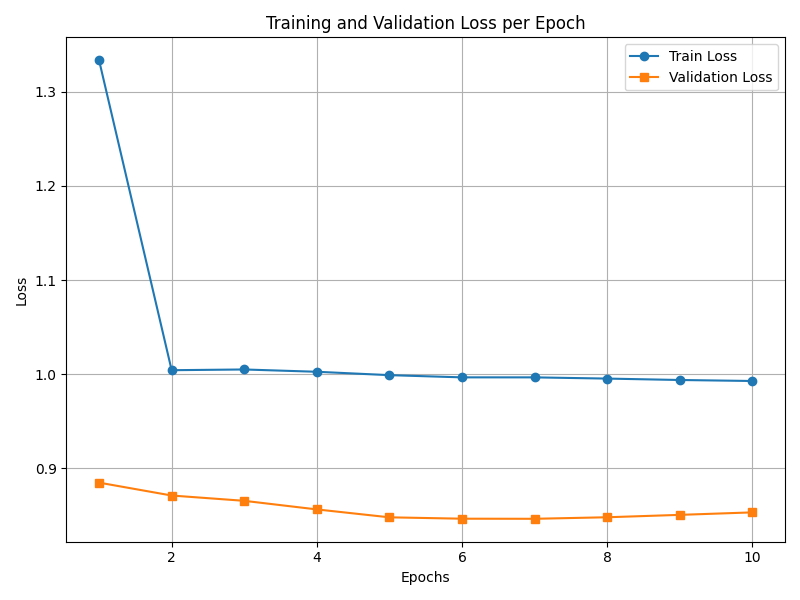 Training and Validation Loss per Epoch
Train Loss
Validation Loss
1.3
1.2
1.1
1.0
0.9
Loss
2 4 6 8 10
Epochs